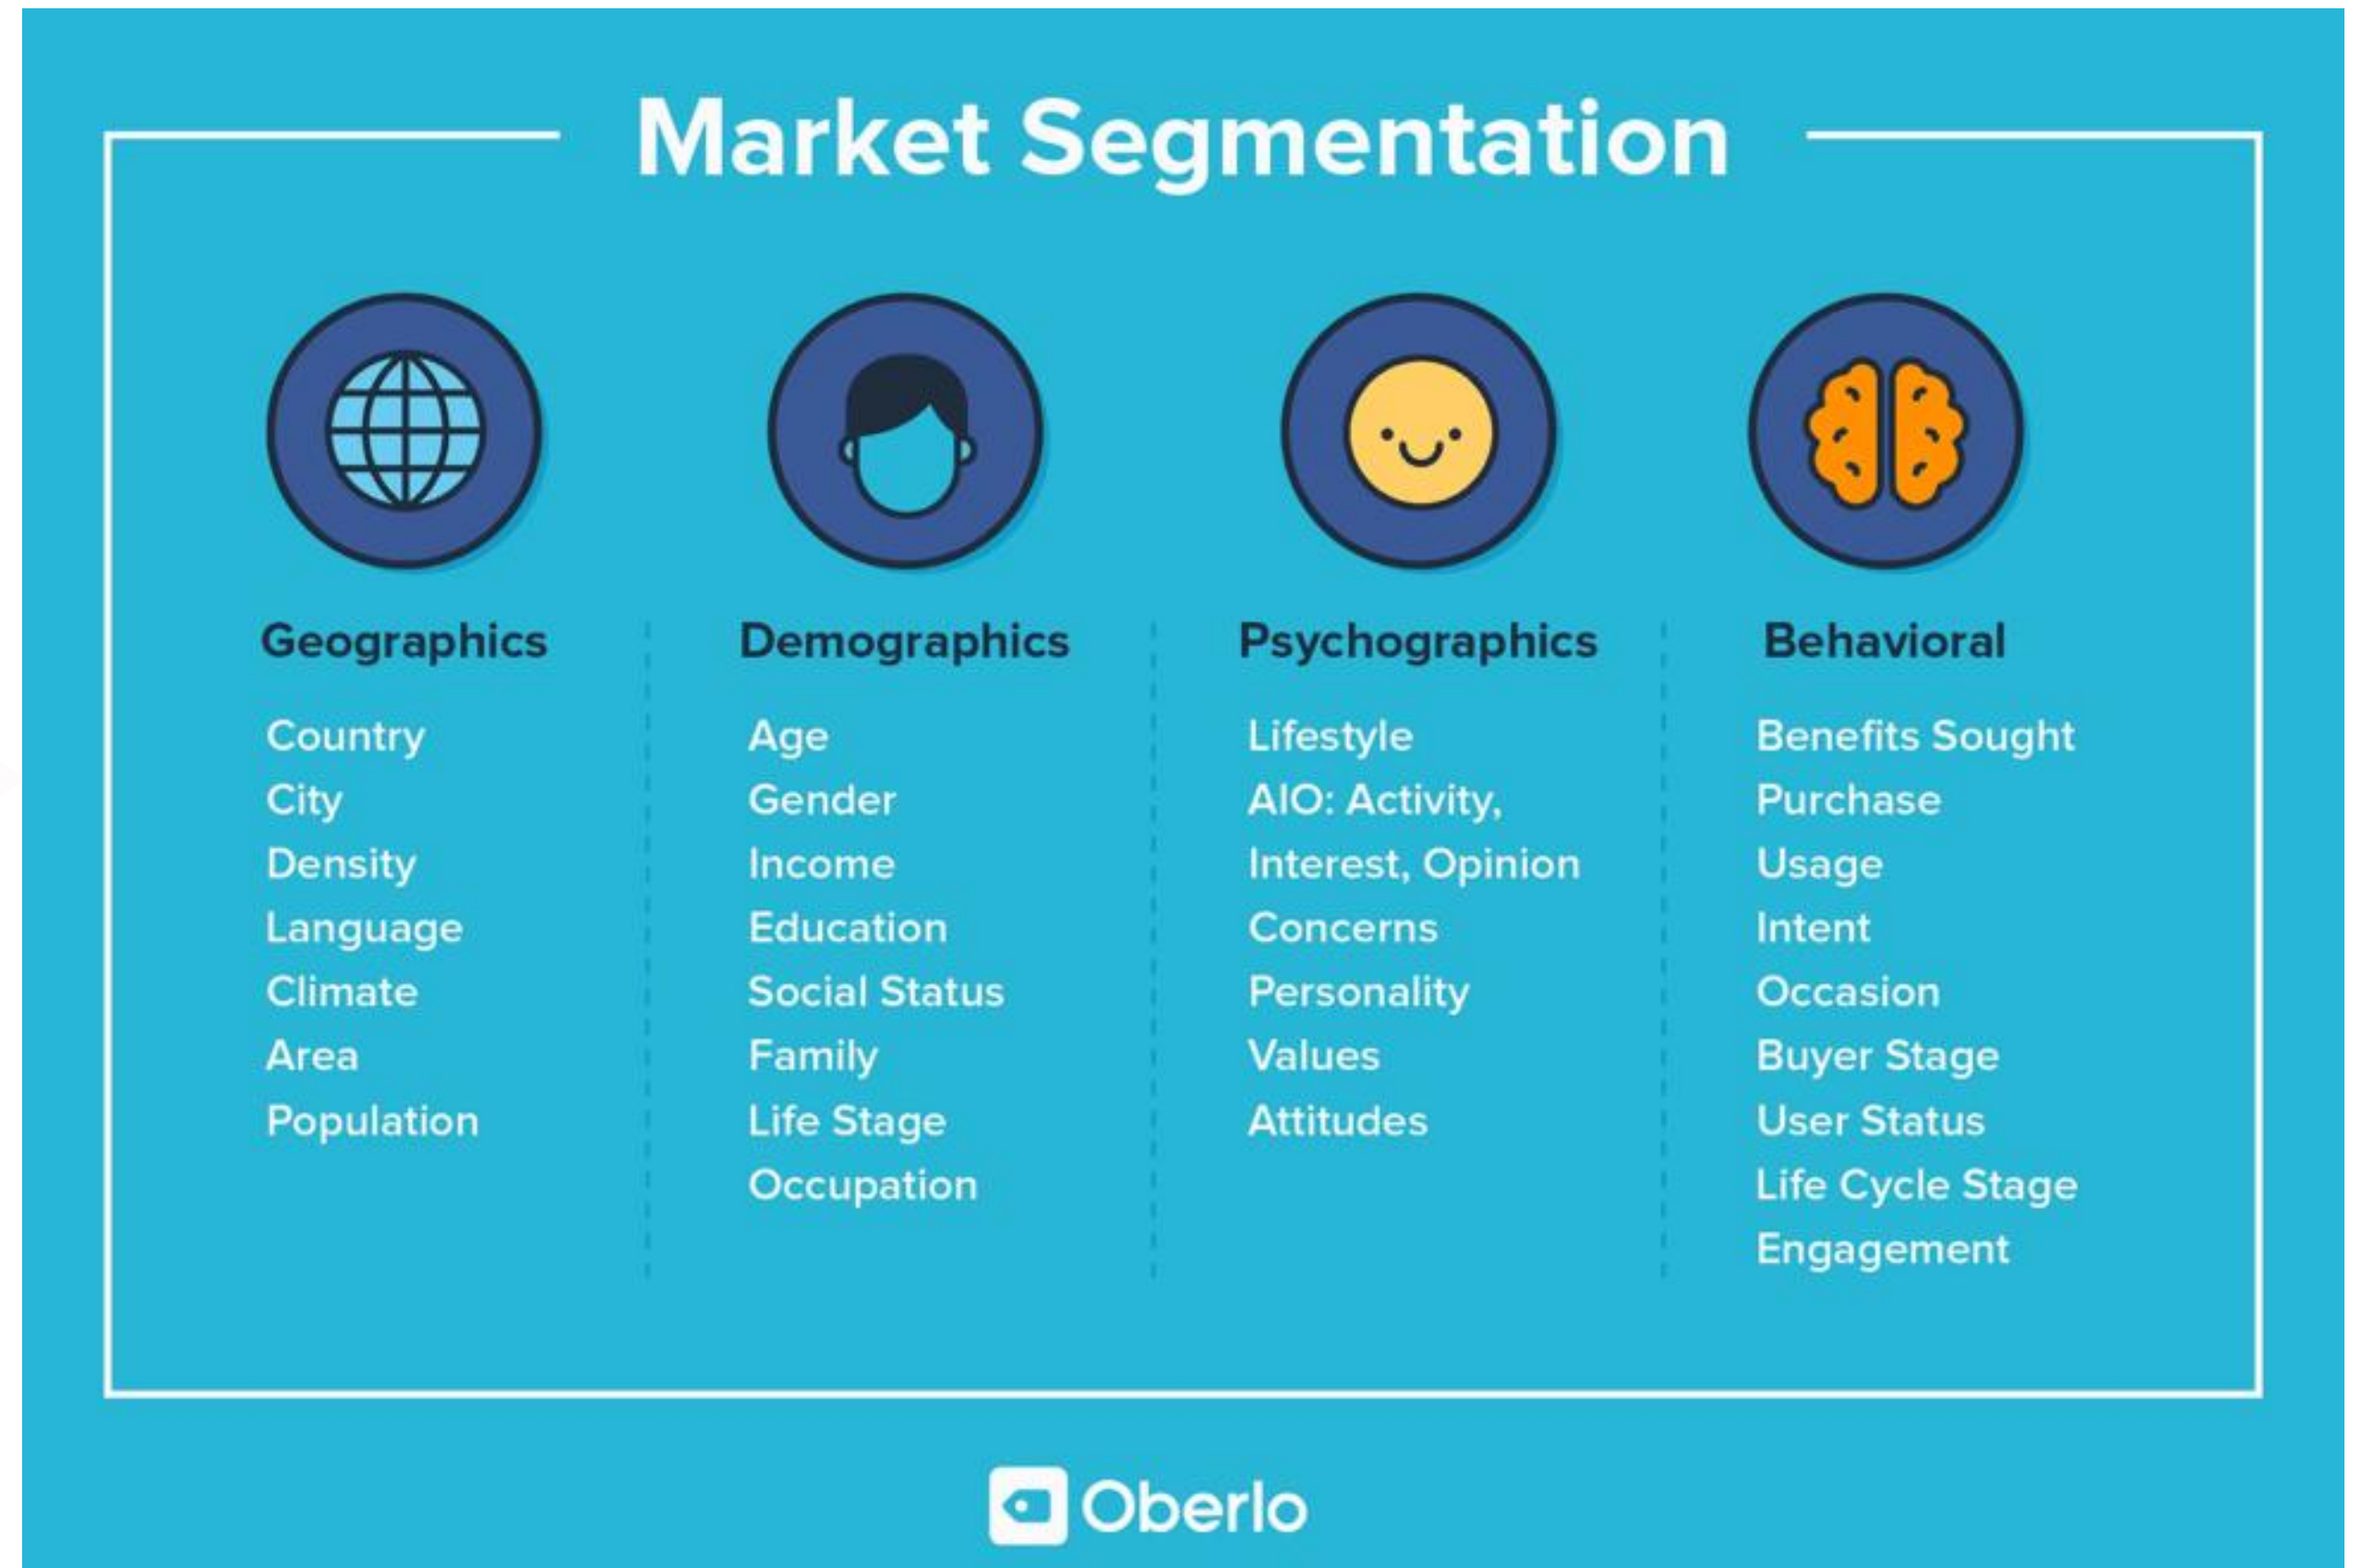 Market Segmentation
Geographics
Country
City
Density
Language
Climate
Area
Population
Demographics
Age
Gender
Income
Education
Social Status
Family
Life Stage
Occupation
Psychographics
Lifestyle
AIO: Activity,
Interest, Opinion
Concerns
Personality
Values
Attitudes
Behavioral
Benefits Sought
Purchase
Usage
Intent
Occasion
Buyer Stage
User Status
Life Cycle Stage
Engagement
Oberlo